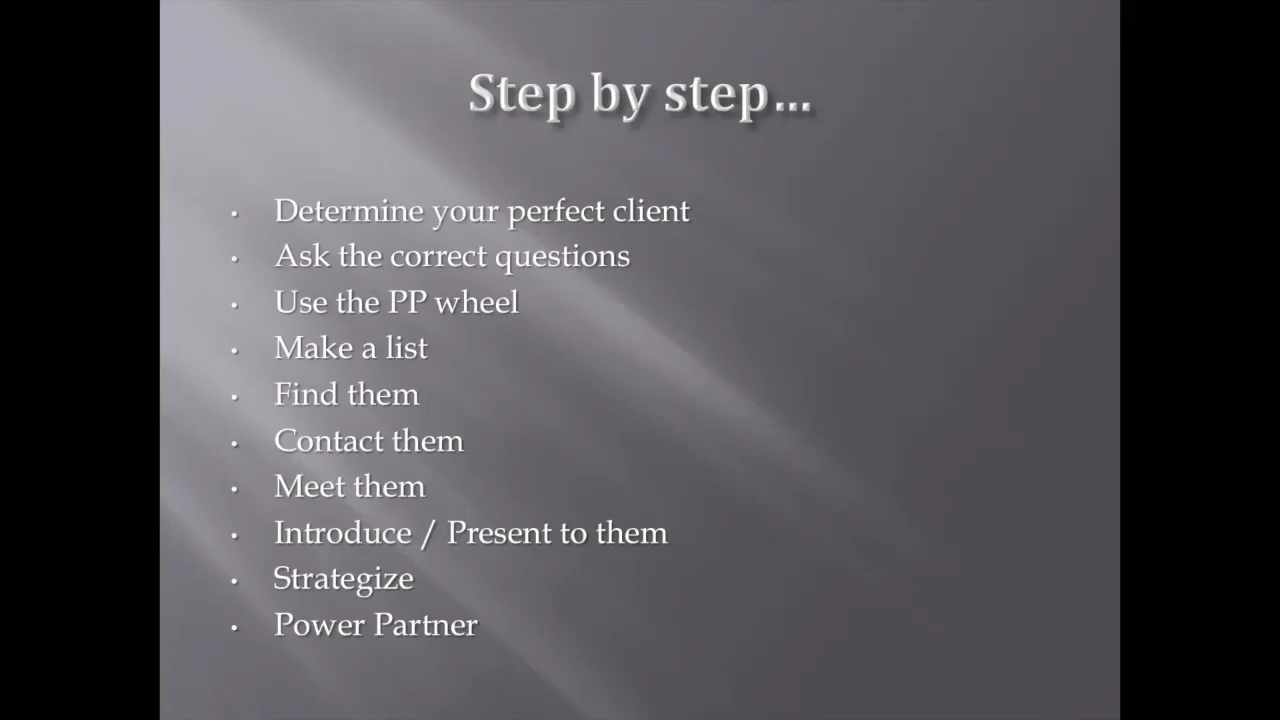 Step by step…
• Determine your perfect client
• Ask the correct questions
• Use the PP wheel
• Make a list
• Find them
• Contact them
• Meet them
• Introduce / Present to them
• Strategize
• Power Partner